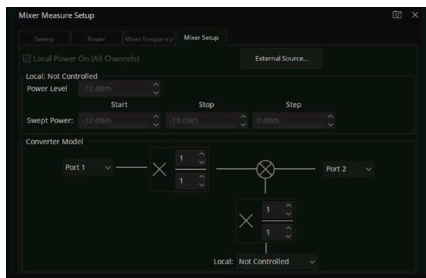 Mixer Measure Setup
Sweep Power Mixer Frequency Mixer Setup
Local Power On (All Channels) External Source...
Local: Not Controlled
Power Level -10 dBm
Start Stop Step
Swept Power: -10 dBm -10 dBm 0 dBm
Converter Model
Port 1 1 Port 2
1
1
1
Local: Not Controlled